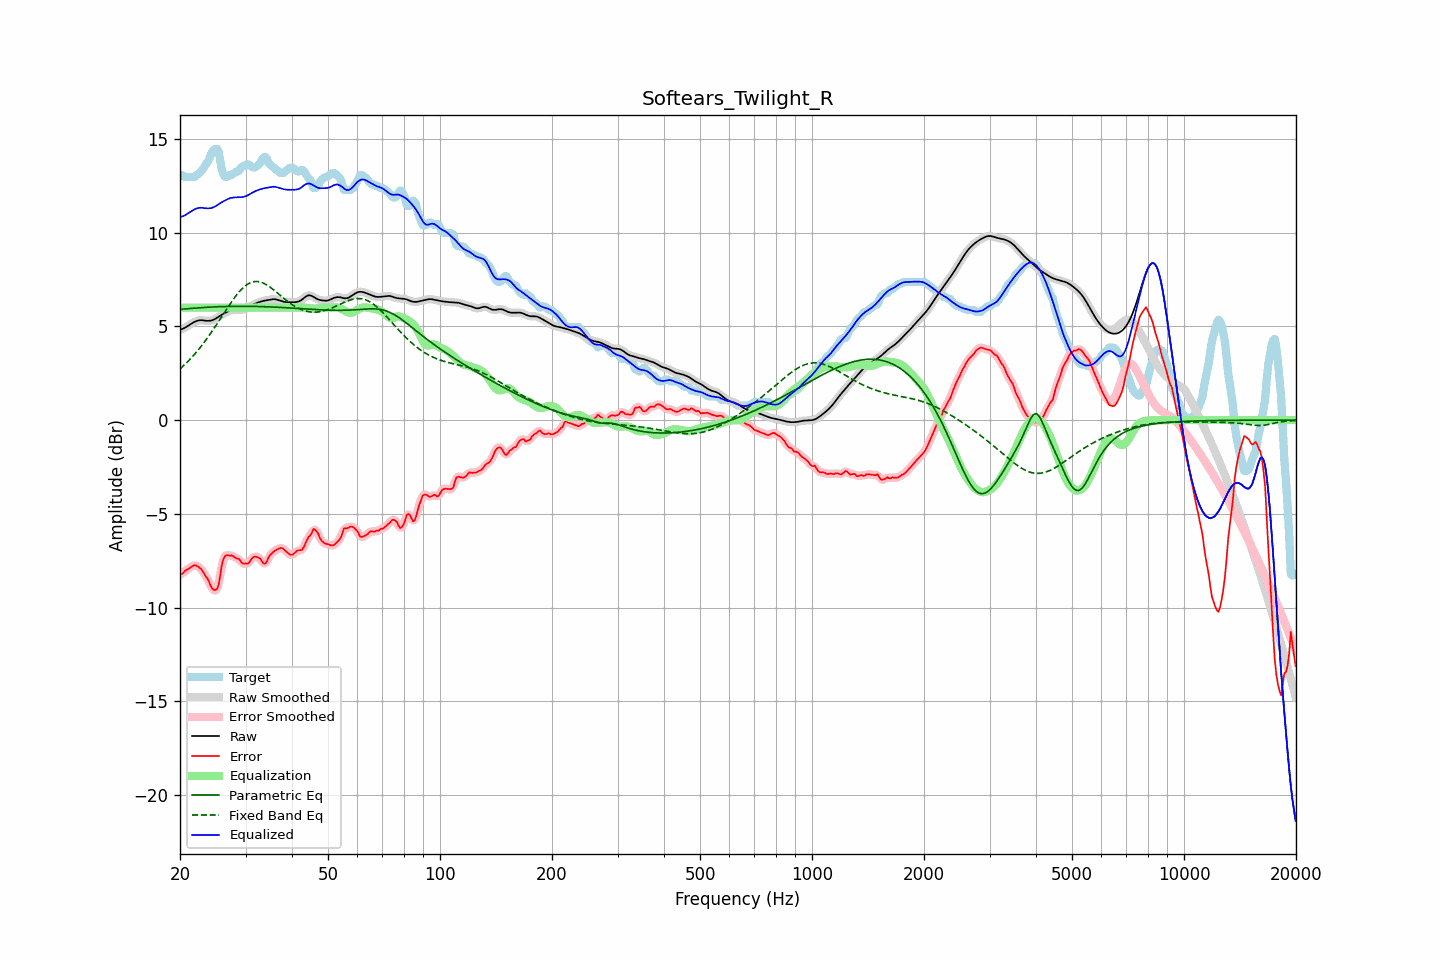 Softears_Twilight_R
Amplitude (dBr)
15
10
5
0
−5
−10
−15
−20
Target
Raw Smoothed
Error Smoothed
Raw
Error
Equalization
Parametric Eq
Fixed Band Eq
Equalized
20 50 100 200 500 1000 2000 5000 10000 20000
Frequency (Hz)